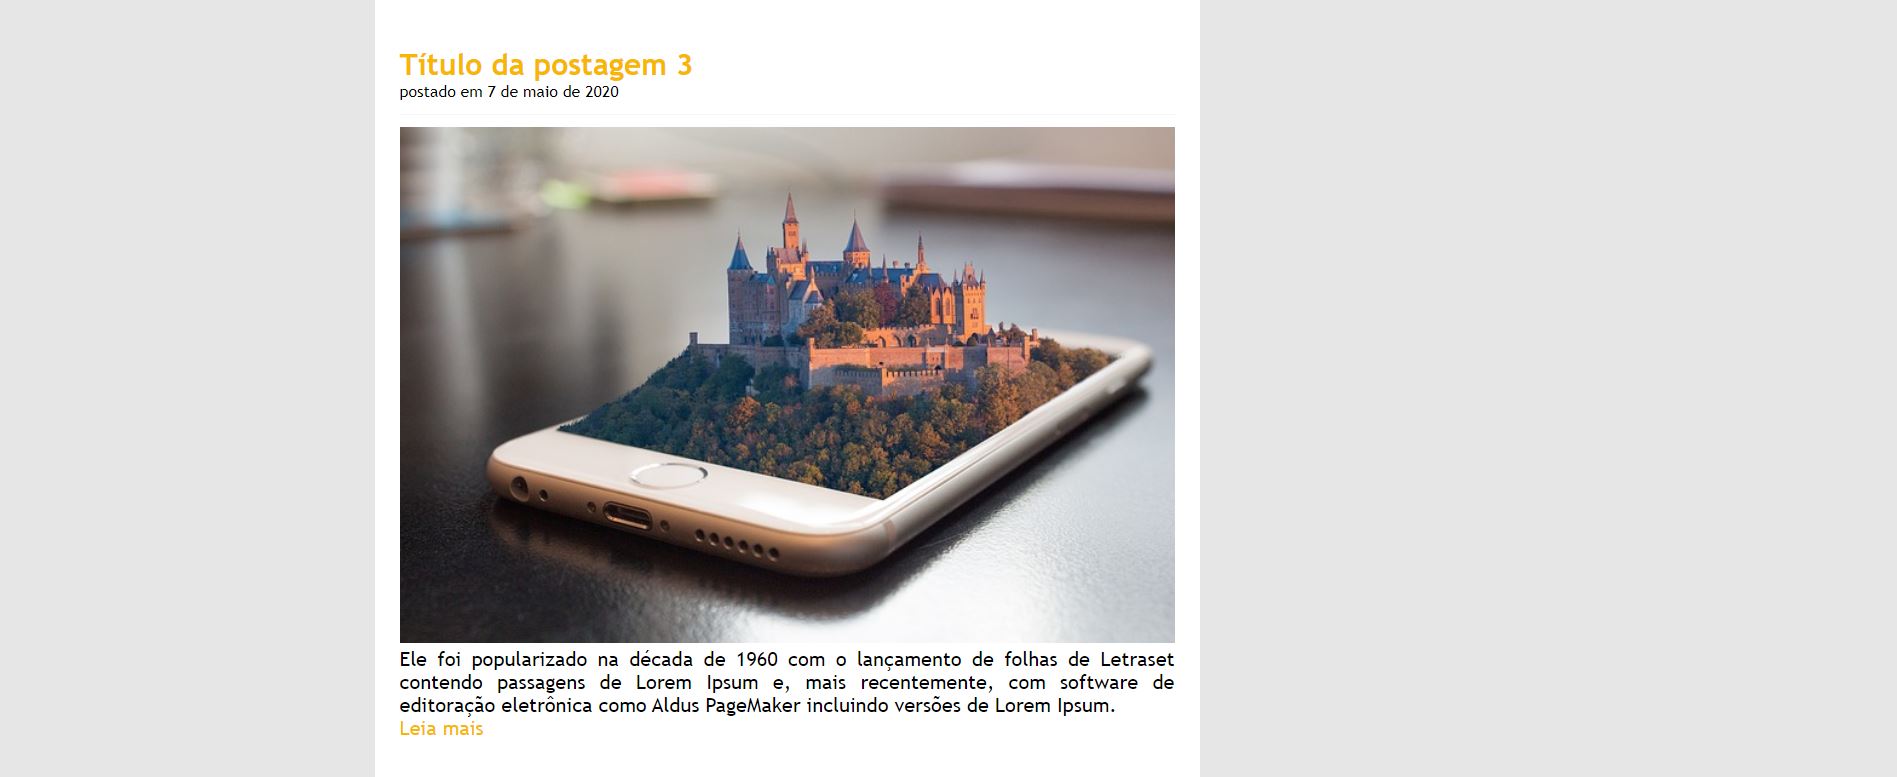 Título da postagem 3
postado em 7 de maio de 2020
Ele foi popularizado na década de 1960 com o lançamento de folhas de Letraset
contendo passagens de Lorem Ipsum e, mais recentemente, com software de
editoração eletrônica como Aldus PageMaker incluindo versões de Lorem Ipsum.
Leia mais